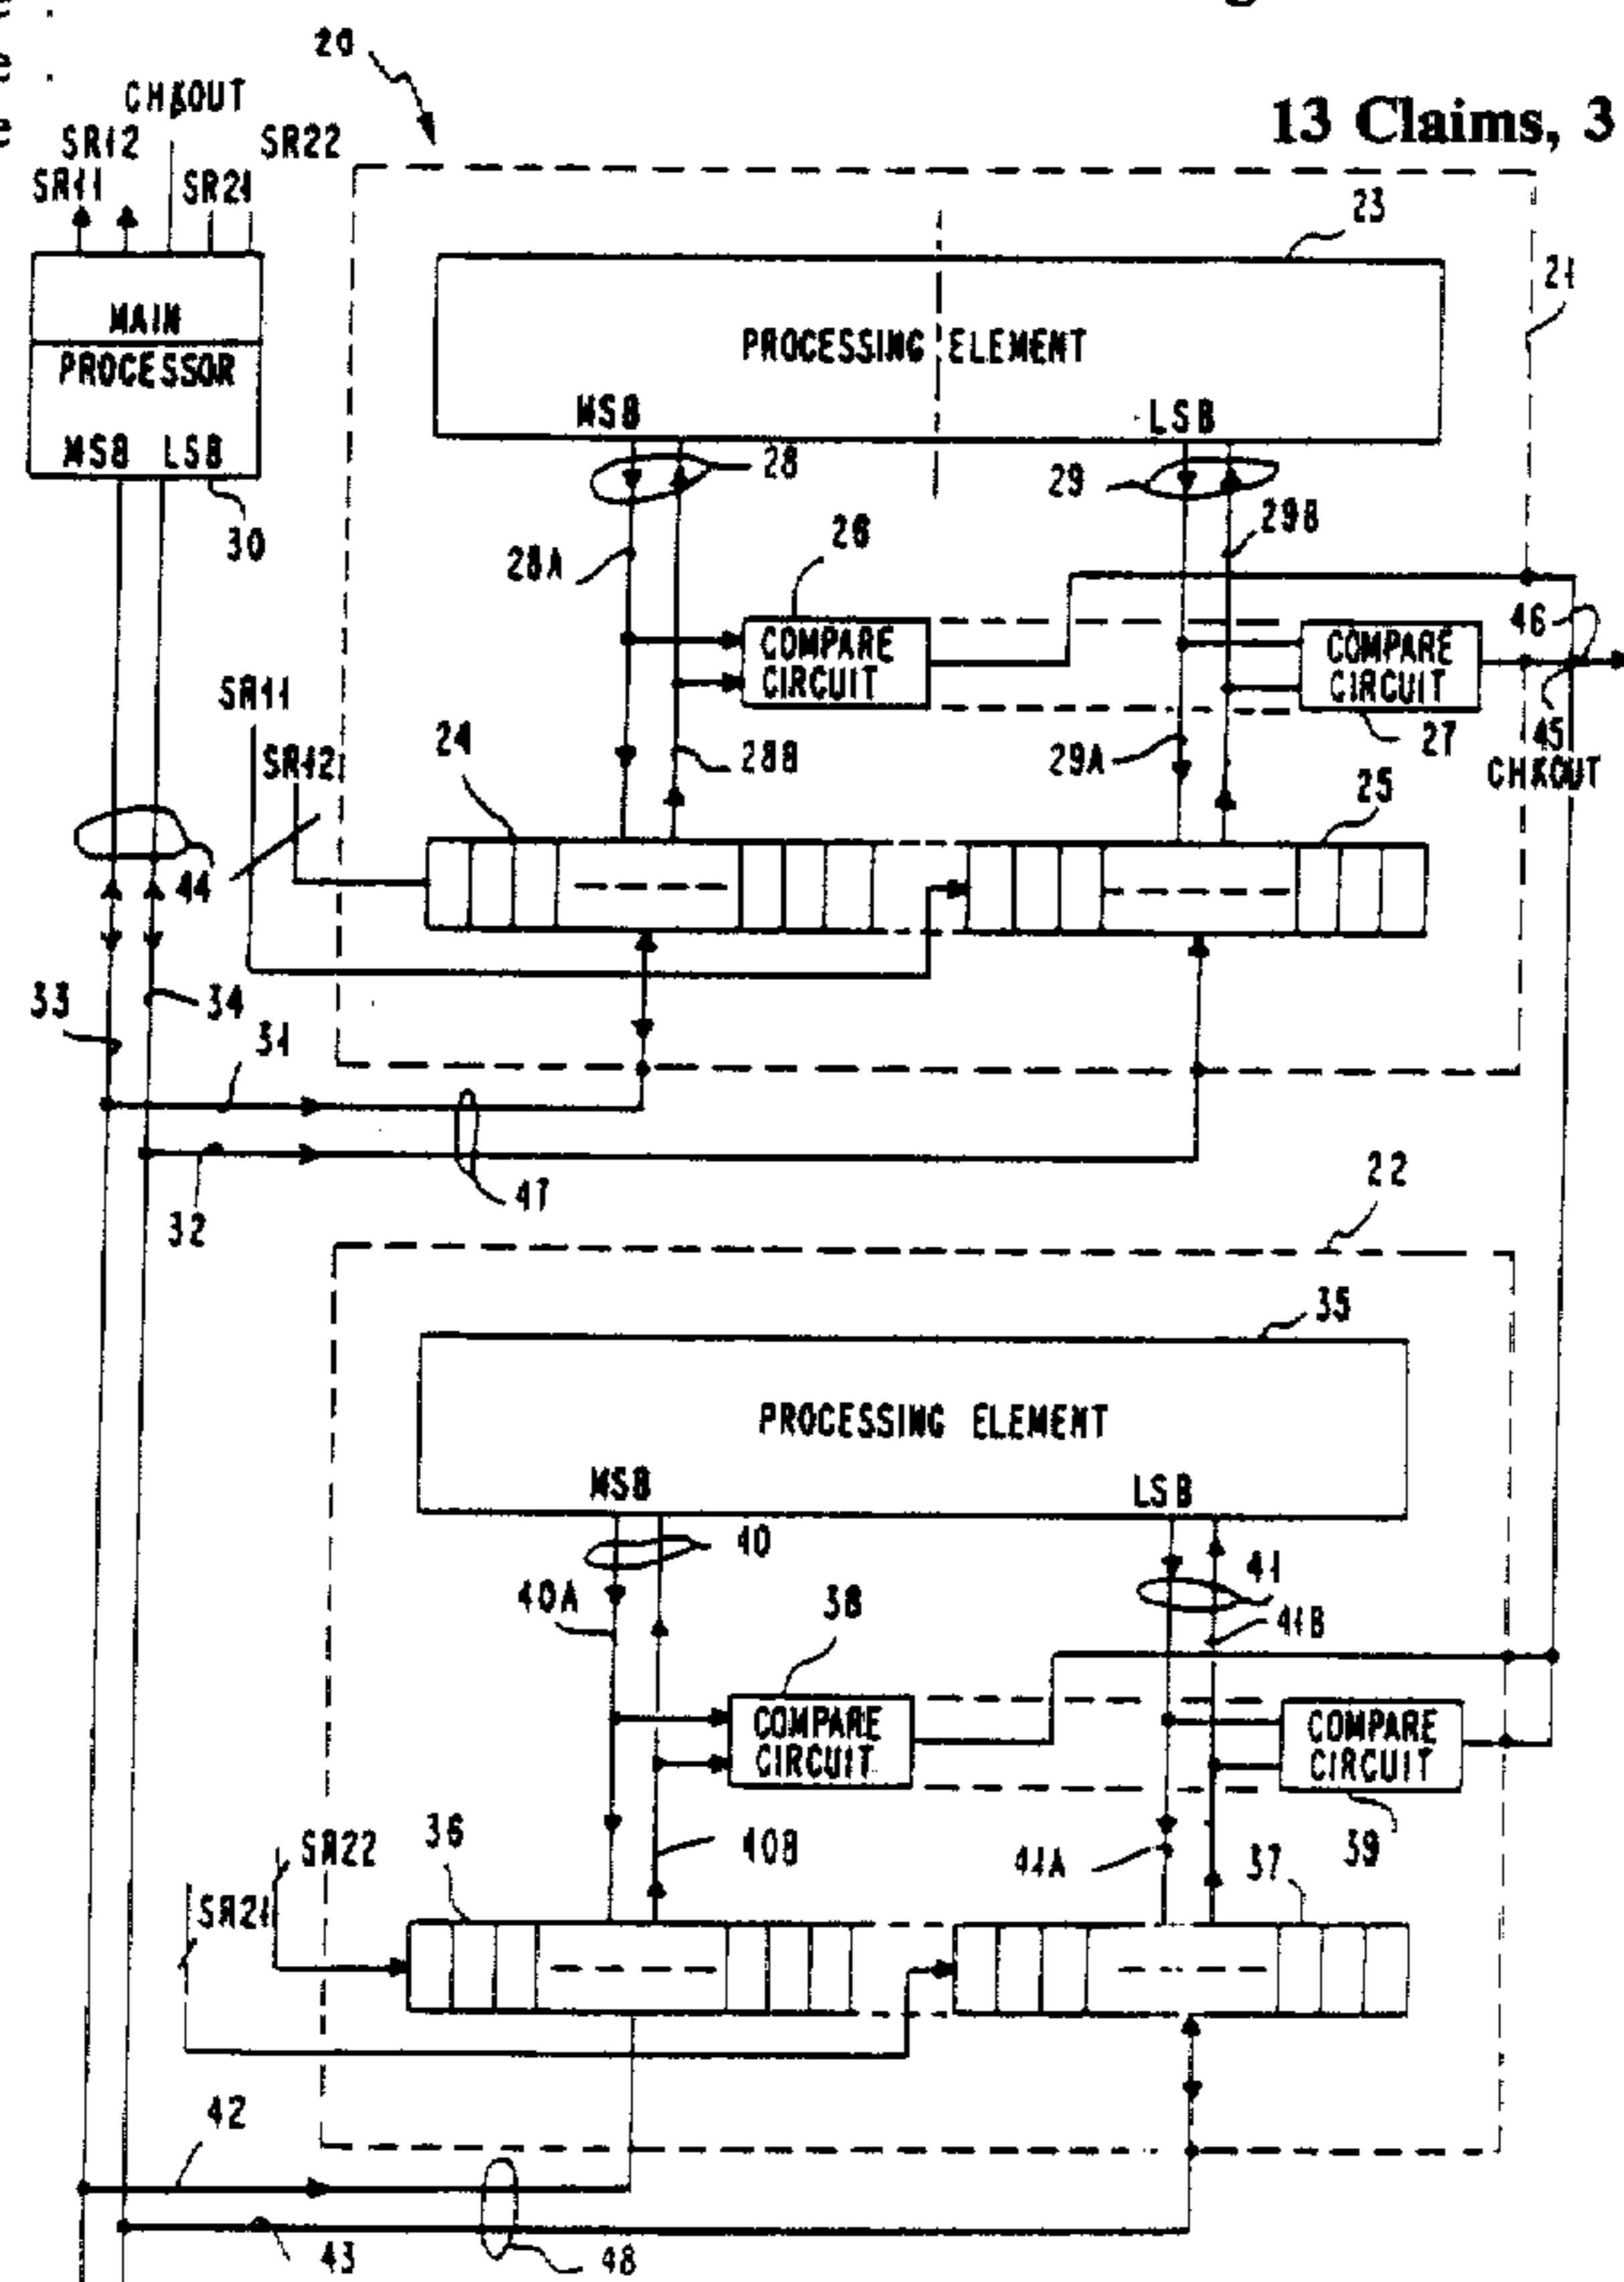 20
CHKOUT
13 Claims, 3
SR12
SR22
SR11
SR21
23
21
MAIN
PROCESSOR
MSB LSB
30
PROCESSING ELEMENT
MSB
LSB
28
29
28A
26
29B
COMPARE
CIRCUIT
COMPARE
CIRCUIT
46
SR11
SR12
24
28B
29A
27
45
CHKOUT
25
44
33
34
31
32
47
22
35
PROCESSING ELEMENT
MSB
LSB
40
41
40A
38
41B
COMPARE
CIRCUIT
COMPARE
CIRCUIT
36
SR22
40B
41A
39
37
SR21
42
43
48